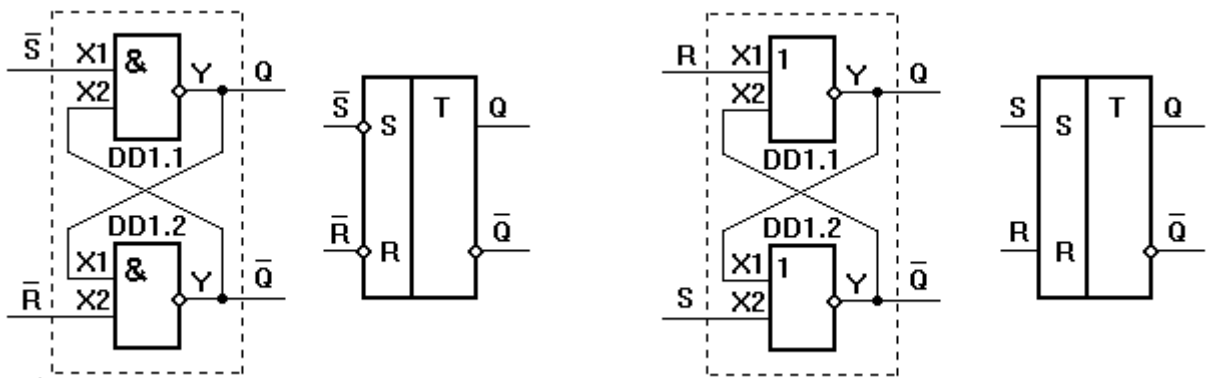 S̅ X1 & Y Q
X2
DD1.1
DD1.2
X1 & Y Q̅
R̅ X2
S̅ S T Q
R̅ R Q̅
R X1 1 Y Q
X2
DD1.1
DD1.2
X1 1 Y Q̅
S X2
S S T Q
R R Q̅